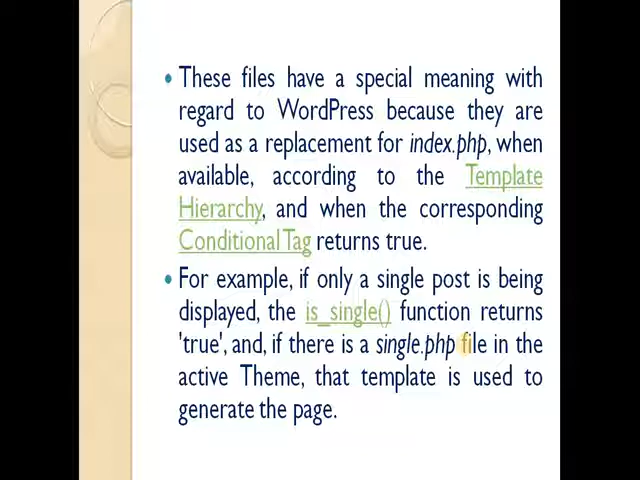 • These files have a special meaning with
regard to WordPress because they are
used as a replacement for index.php, when
available, according to the Template
Hierarchy, and when the corresponding
Conditional Tag returns true.
• For example, if only a single post is being
displayed, the is_single() function returns
'true', and, if there is a single.php file in the
active Theme, that template is used to
generate the page.